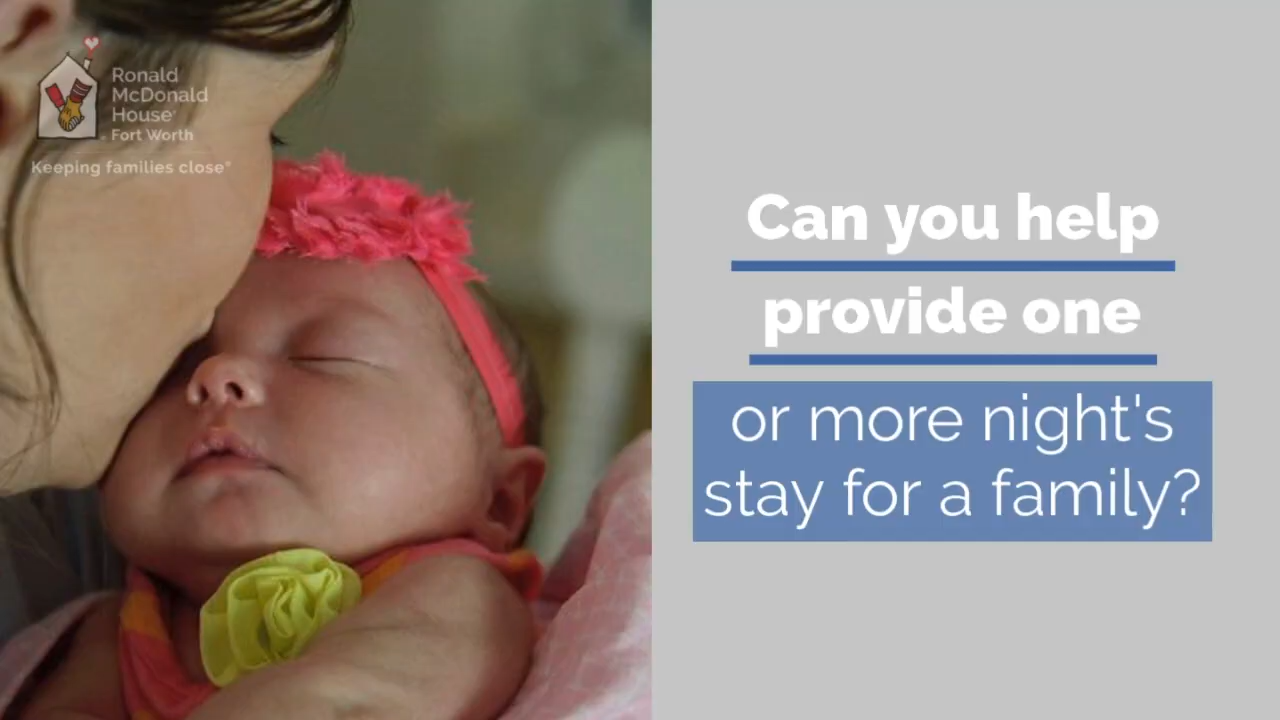 Ronald
McDonald
House®
Fort Worth
Keeping families close®
Can you help
provide one
or more night's
stay for a family?